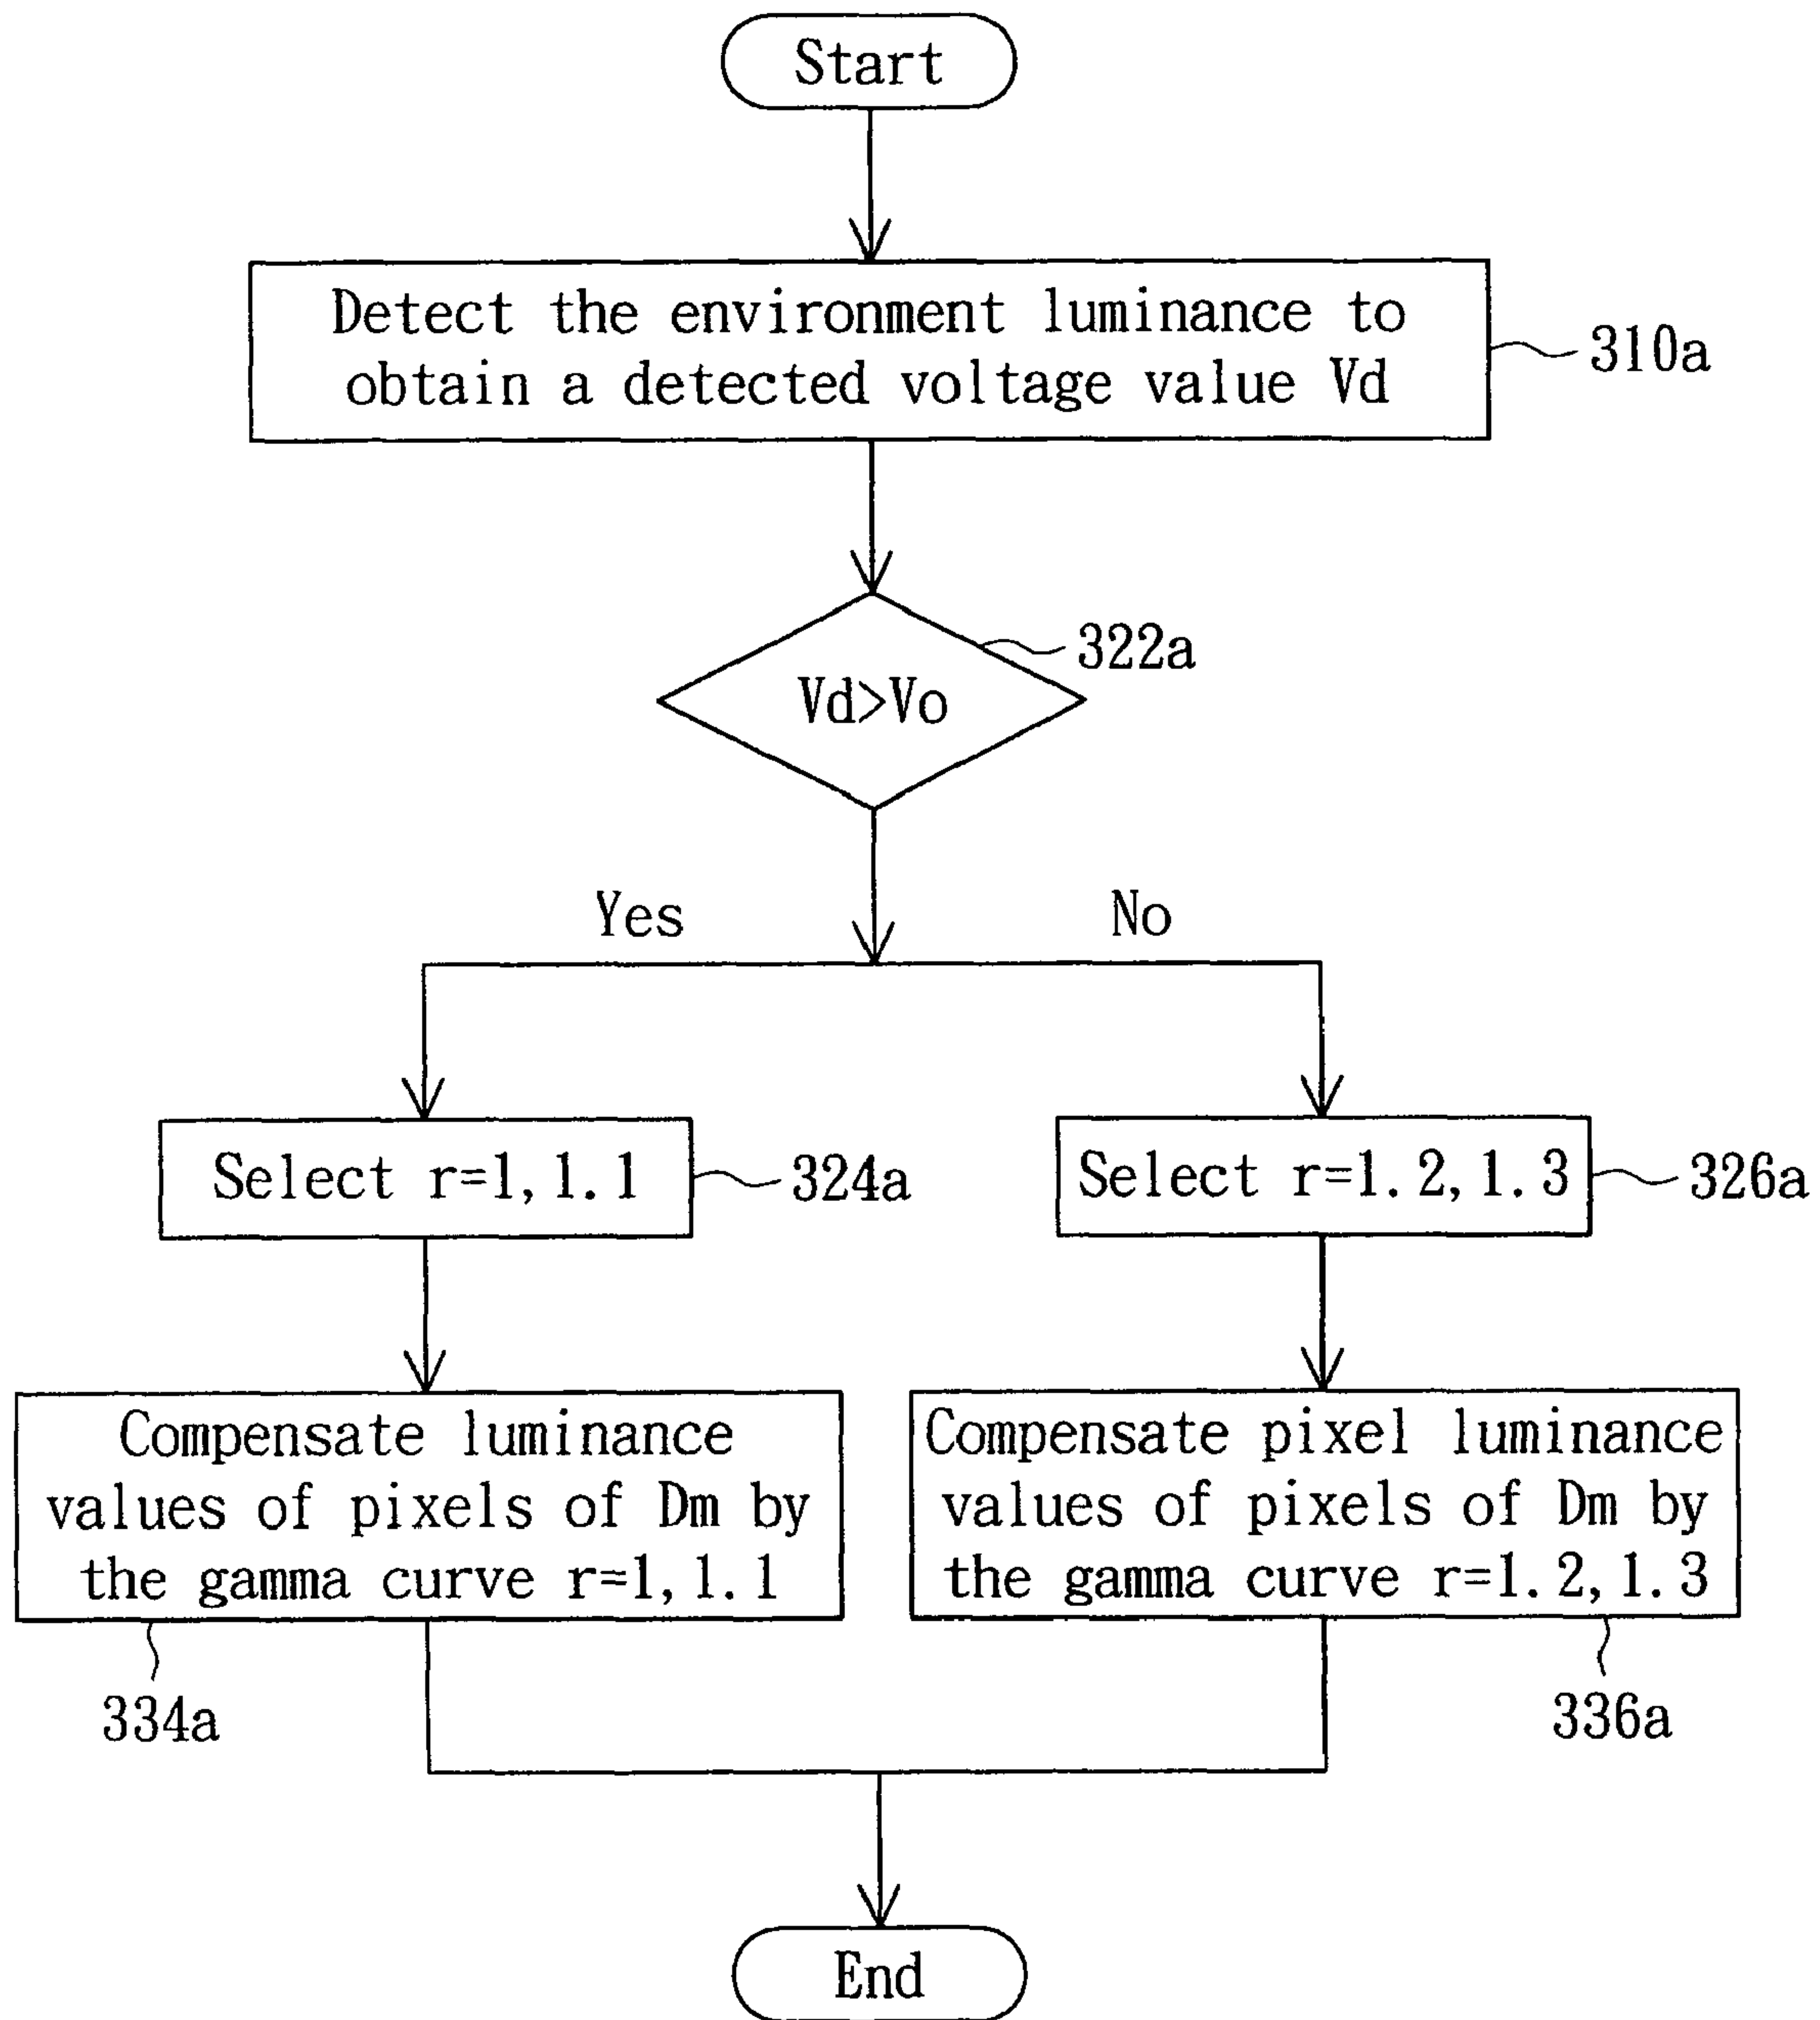 Start
Detect the environment luminance to
obtain a detected voltage value Vd
310a
322a
Vd>Vo
Yes
No
Select r=1,1.1
324a
Select r=1.2,1.3
326a
Compensate luminance
values of pixels of Dm by
the gamma curve r=1,1.1
334a
Compensate pixel luminance
values of pixels of Dm by
the gamma curve r=1.2,1.3
336a
End